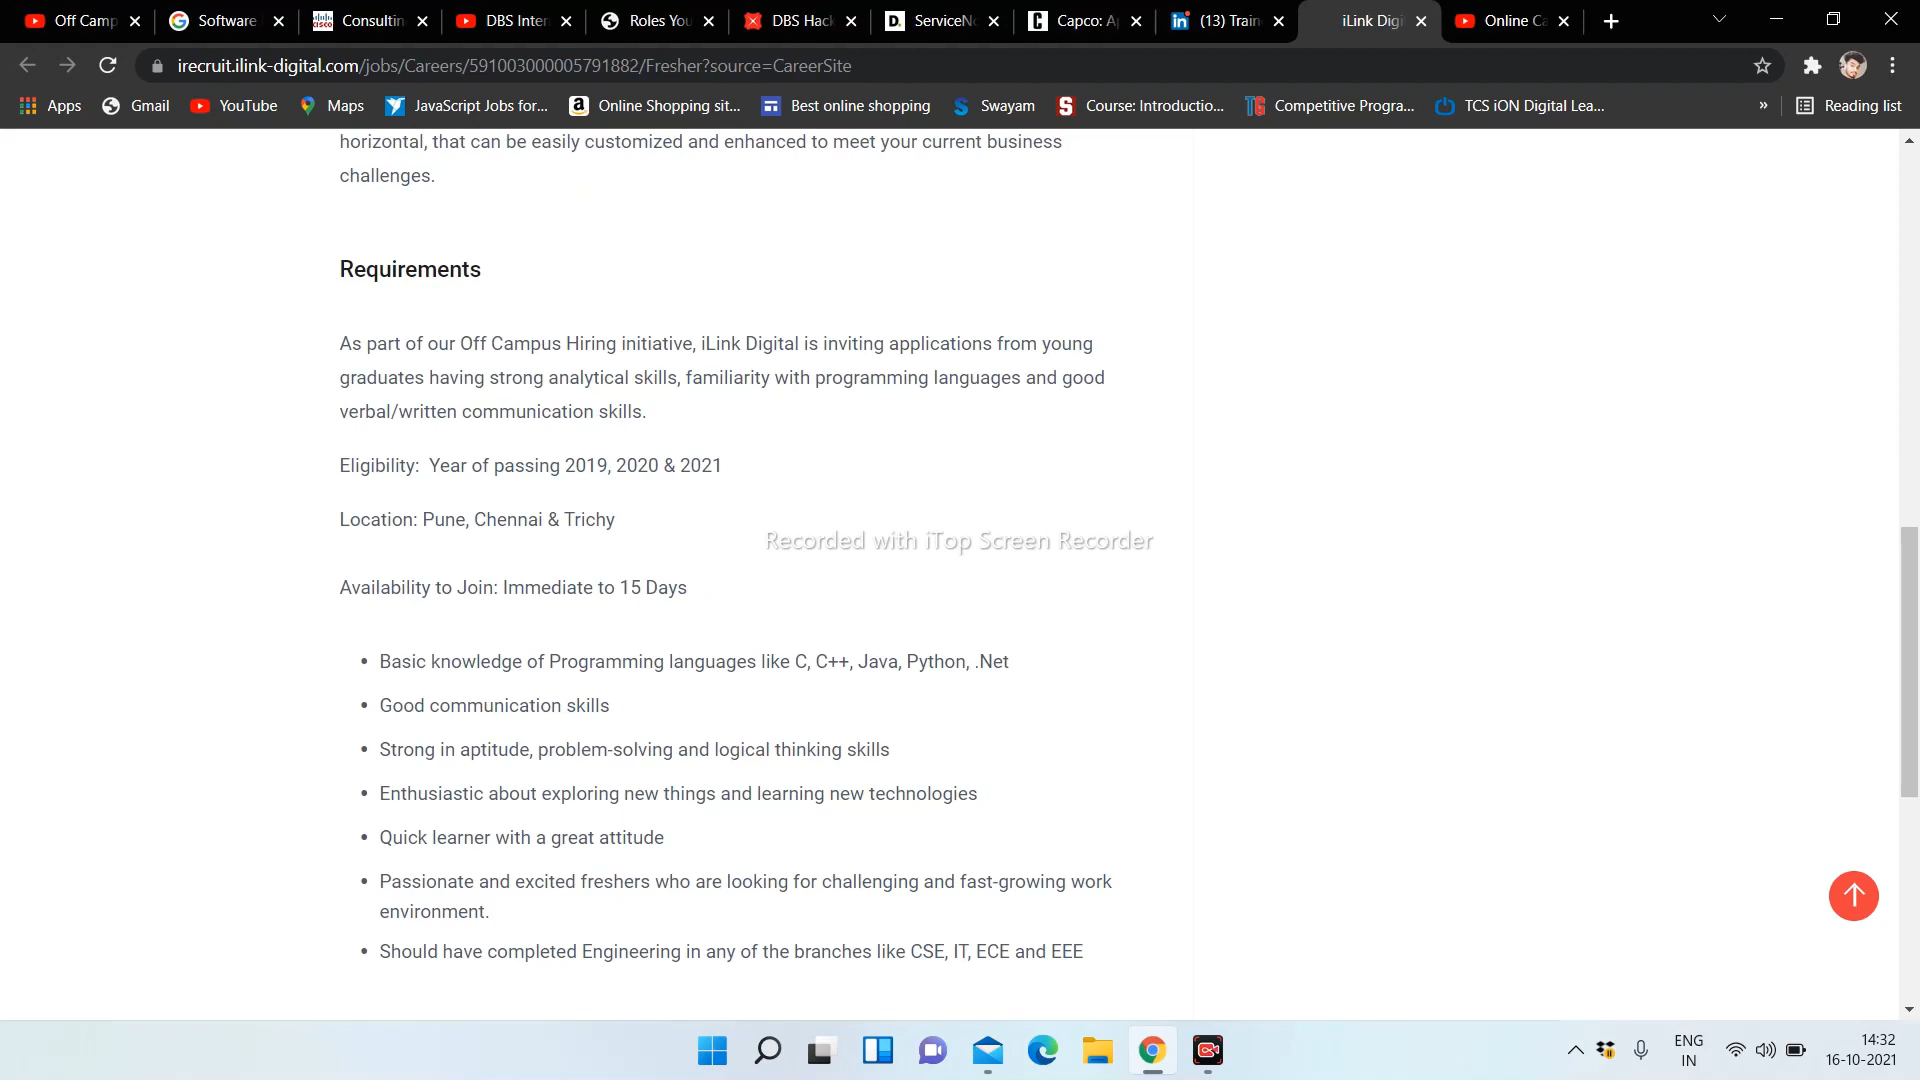 Off Camp
Software
Consultin
DBS Inter
Roles You
DBS Hack
ServiceNo
Capco: A
(13) Train
iLink Digi
Online Ca
irecruit.ilink-digital.com/jobs/Careers/591003000005791882/Fresher?source=CareerSite
Apps
Gmail
YouTube
Maps
JavaScript Jobs for...
Online Shopping sit...
Best online shopping
Swayam
Course: Introductio...
Competitive Progra...
TCS iON Digital Lea...
»
Reading list
horizontal, that can be easily customized and enhanced to meet your current business
challenges.
Requirements
As part of our Off Campus Hiring initiative, iLink Digital is inviting applications from young
graduates having strong analytical skills, familiarity with programming languages and good
verbal/written communication skills.
Eligibility:  Year of passing 2019, 2020 & 2021
Location: Pune, Chennai & Trichy
Recorded with iTop Screen Recorder
Availability to Join: Immediate to 15 Days
• Basic knowledge of Programming languages like C, C++, Java, Python, .Net
• Good communication skills
• Strong in aptitude, problem-solving and logical thinking skills
• Enthusiastic about exploring new things and learning new technologies
• Quick learner with a great attitude
• Passionate and excited freshers who are looking for challenging and fast-growing work
environment.
• Should have completed Engineering in any of the branches like CSE, IT, ECE and EEE
ENG
IN
14:32
16-10-2021